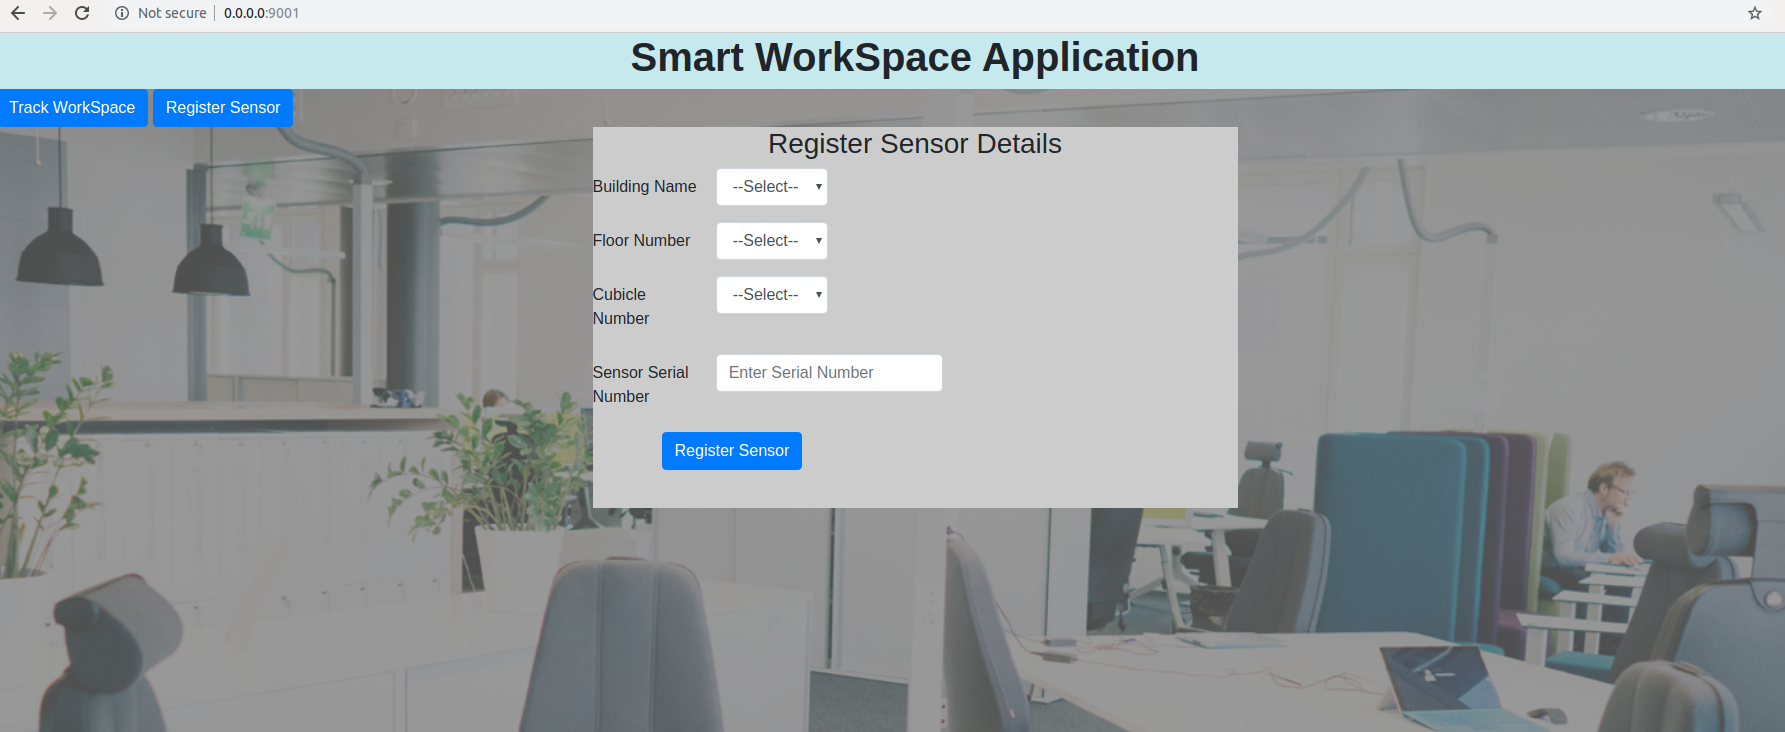 Not secure | 0.0.0.0:9001
Smart WorkSpace Application
Track WorkSpace Register Sensor
Register Sensor Details
Building Name --Select--
Floor Number --Select--
Cubicle --Select--
Number
Sensor Serial Enter Serial Number
Number
Register Sensor